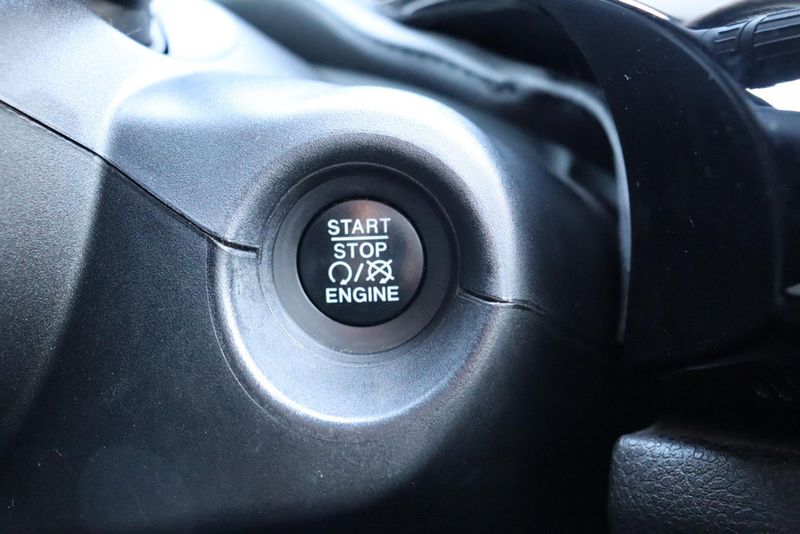 START
STOP
/
ENGINE